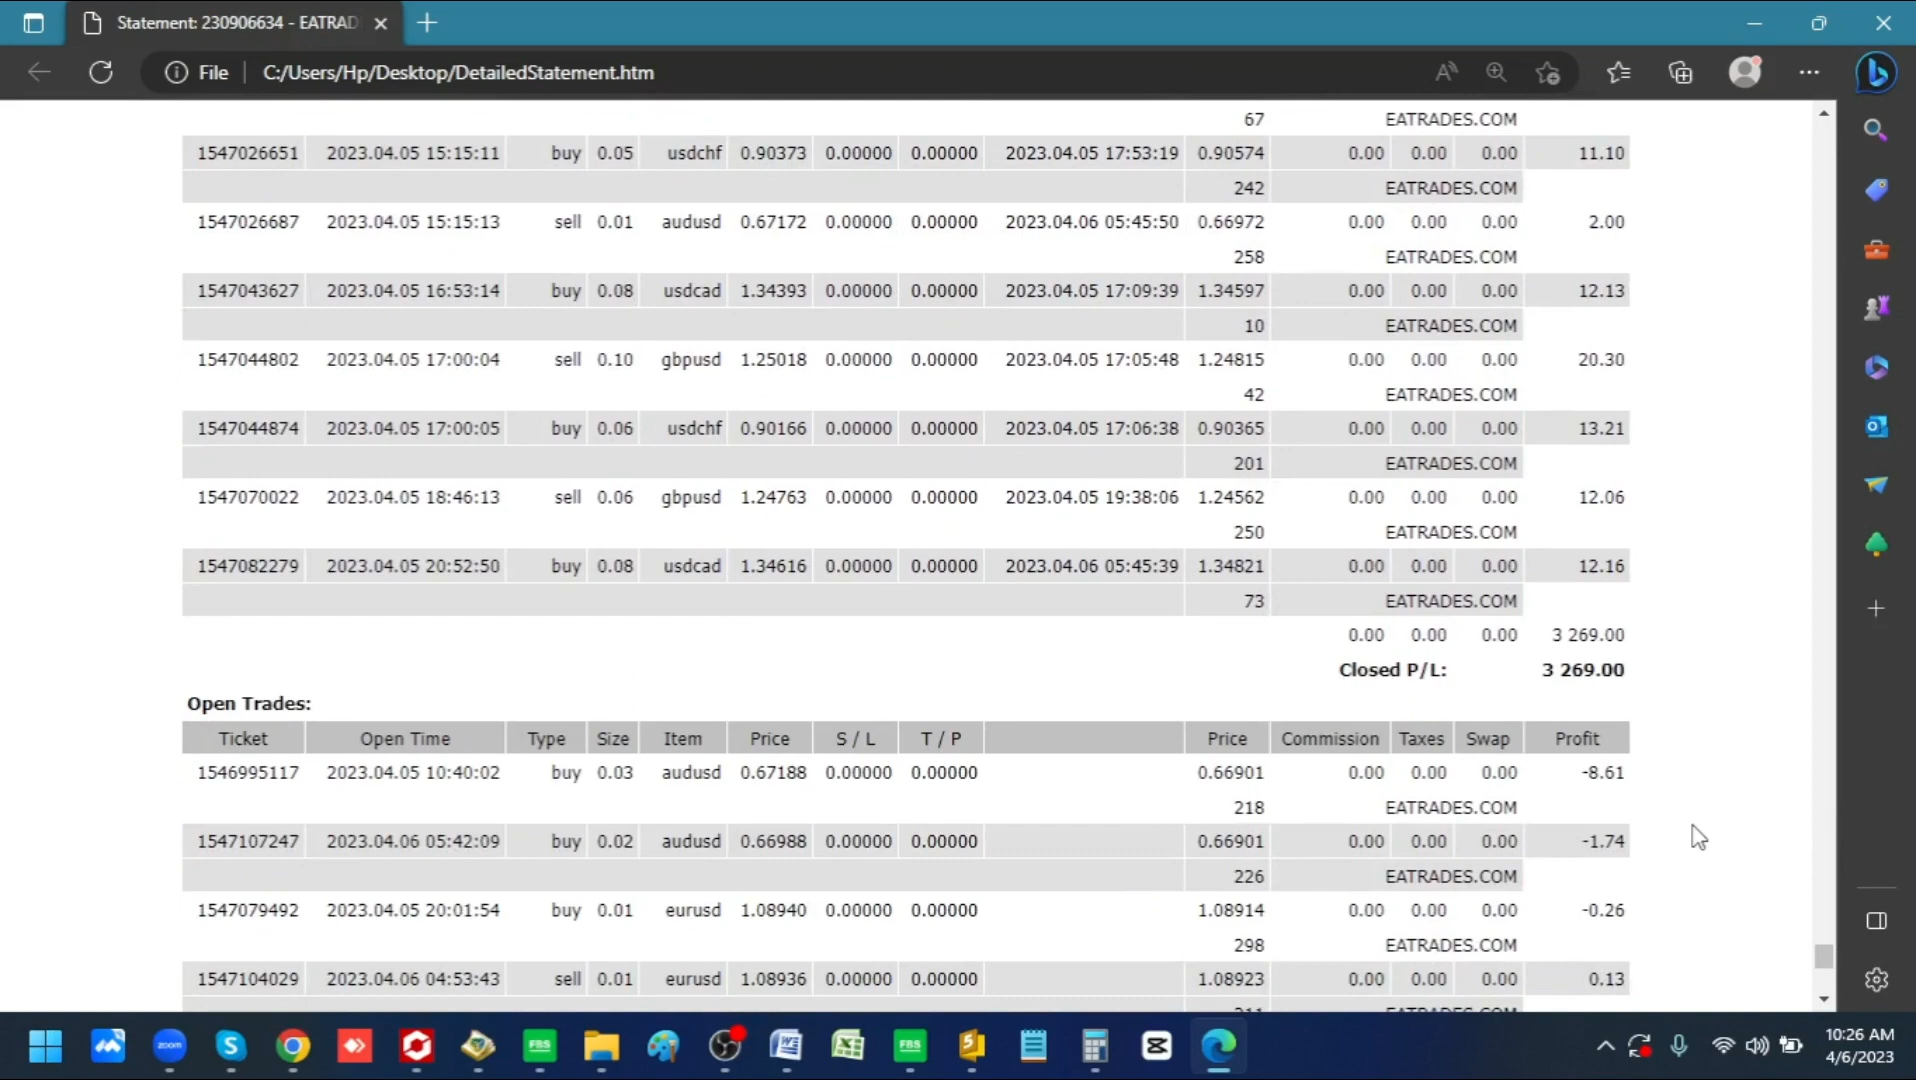 Statement: 230906634 - EATRAD
File C:/Users/Hp/Desktop/DetailedStatement.htm
67 EATRADES.COM
1547026651 2023.04.05 15:15:11 buy 0.05 usdchf 0.90373 0.00000 0.00000 2023.04.05 17:53:19 0.90574 0.00 0.00 0.00 11.10
242 EATRADES.COM
1547026687 2023.04.05 15:15:13 sell 0.01 audusd 0.67172 0.00000 0.00000 2023.04.06 05:45:50 0.66972 0.00 0.00 0.00 2.00
258 EATRADES.COM
1547043627 2023.04.05 16:53:14 buy 0.08 usdcad 1.34393 0.00000 0.00000 2023.04.05 17:09:39 1.34597 0.00 0.00 0.00 12.13
10 EATRADES.COM
1547044802 2023.04.05 17:00:04 sell 0.10 gbpusd 1.25018 0.00000 0.00000 2023.04.05 17:05:48 1.24815 0.00 0.00 0.00 20.30
42 EATRADES.COM
1547044874 2023.04.05 17:00:05 buy 0.06 usdchf 0.90166 0.00000 0.00000 2023.04.05 17:06:38 0.90365 0.00 0.00 0.00 13.21
201 EATRADES.COM
1547070022 2023.04.05 18:46:13 sell 0.06 gbpusd 1.24763 0.00000 0.00000 2023.04.05 19:38:06 1.24562 0.00 0.00 0.00 12.06
250 EATRADES.COM
1547082279 2023.04.05 20:52:50 buy 0.08 usdcad 1.34616 0.00000 0.00000 2023.04.06 05:45:39 1.34821 0.00 0.00 0.00 12.16
73 EATRADES.COM
0.00 0.00 0.00 3 269.00
Closed P/L: 3 269.00
Open Trades:
Ticket Open Time Type Size Item Price S / L T / P Price Commission Taxes Swap Profit
1546995117 2023.04.05 10:40:02 buy 0.03 audusd 0.67188 0.00000 0.00000 0.66901 0.00 0.00 0.00 -8.61
218 EATRADES.COM
1547107247 2023.04.06 05:42:09 buy 0.02 audusd 0.66988 0.00000 0.00000 0.66901 0.00 0.00 0.00 -1.74
226 EATRADES.COM
1547079492 2023.04.05 20:01:54 buy 0.01 eurusd 1.08940 0.00000 0.00000 1.08914 0.00 0.00 0.00 -0.26
298 EATRADES.COM
1547104029 2023.04.06 04:53:43 sell 0.01 eurusd 1.08936 0.00000 0.00000 1.08923 0.00 0.00 0.00 0.13
zoom
FBS
FBS
10:26 AM
4/6/2023